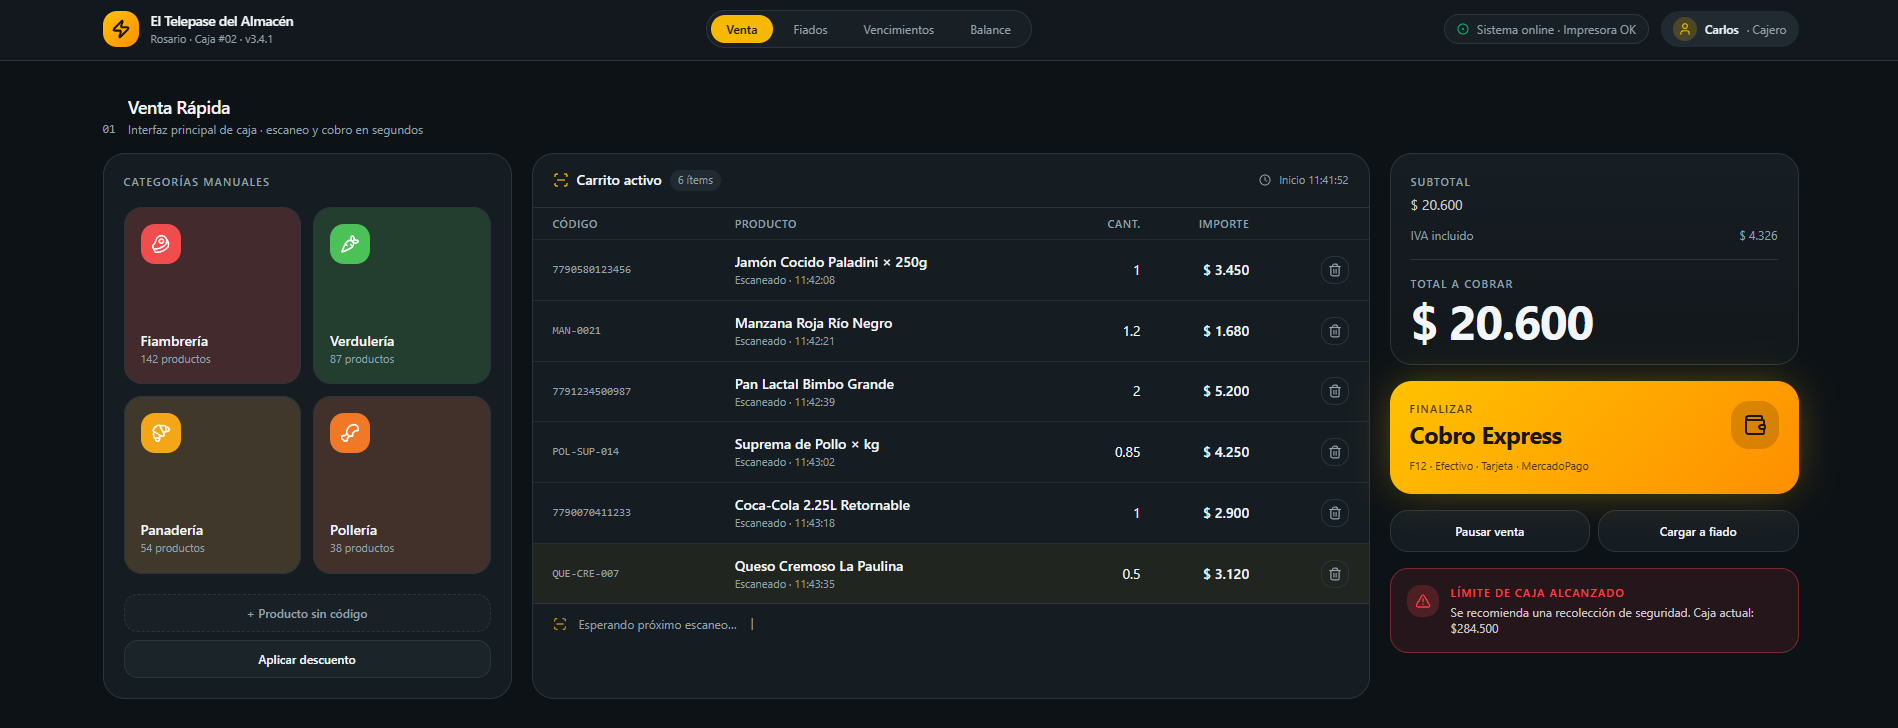 El Telepase del Almacén
Rosario · Caja #02 · v3.4.1
Venta
Fiados
Vencimientos
Balance
Sistema online · Impresora OK
Carlos · Cajero
Venta Rápida
01 Interfaz principal de caja · escaneo y cobro en segundos
CATEGORÍAS MANUALES
Fiambrería
142 productos
Verdulería
87 productos
Panadería
54 productos
Pollería
38 productos
+ Producto sin código
Aplicar descuento
Carrito activo 6 ítems Inicio 11:41:52
CÓDIGO PRODUCTO CANT. IMPORTE
7790580123456 Jamón Cocido Paladini × 250g 1 $ 3.450
Escaneado · 11:42:08
MAN-0021 Manzana Roja Río Negro 1.2 $ 1.680
Escaneado · 11:42:21
7791234500987 Pan Lactal Bimbo Grande 2 $ 5.200
Escaneado · 11:42:39
POL-SUP-014 Suprema de Pollo × kg 0.85 $ 4.250
Escaneado · 11:43:02
7790070411233 Coca-Cola 2.25L Retornable 1 $ 2.900
Escaneado · 11:43:18
QUE-CRE-007 Queso Cremoso La Paulina 0.5 $ 3.120
Escaneado · 11:43:35
Esperando próximo escaneo...
SUBTOTAL
$ 20.600
IVA incluido $ 4.326
TOTAL A COBRAR
$ 20.600
FINALIZAR
Cobro Express
F12 · Efectivo · Tarjeta · MercadoPago
Pausar venta
Cargar a fiado
LÍMITE DE CAJA ALCANZADO
Se recomienda una recolección de seguridad. Caja actual:
$284.500